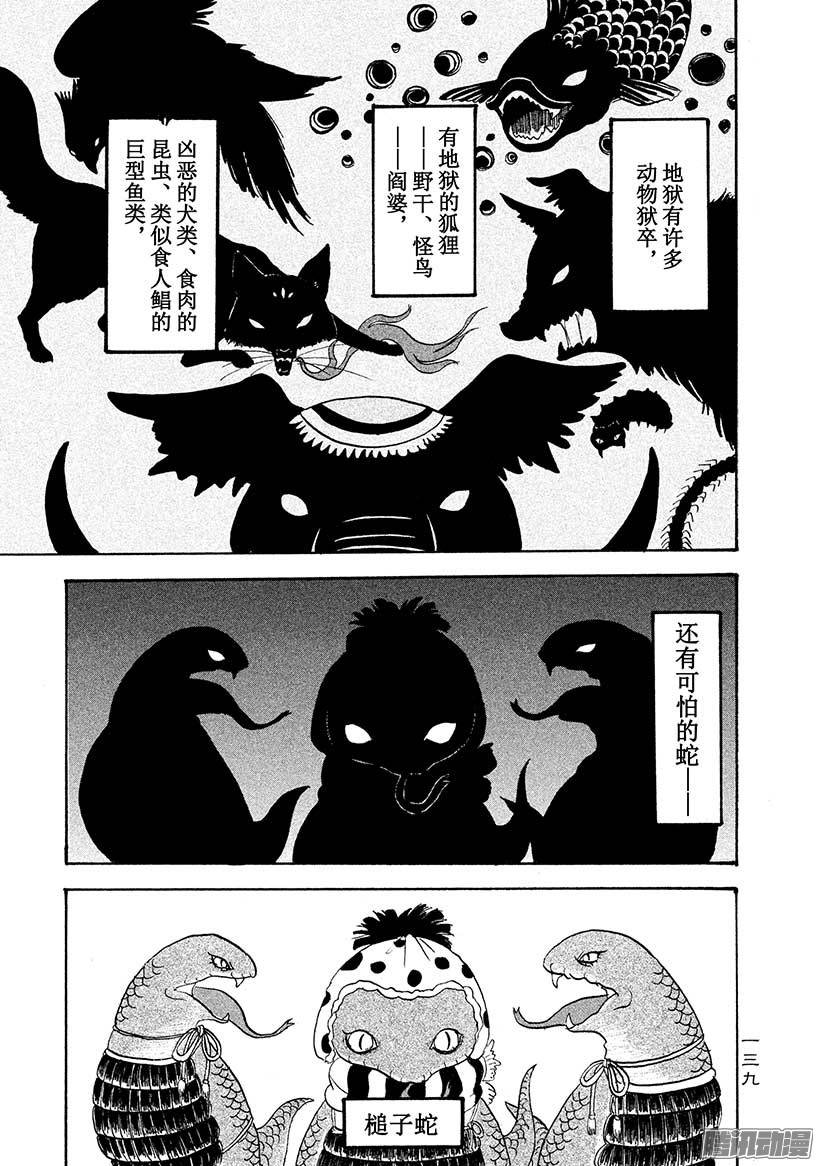 地狱有许多
动物狱卒，
有地狱的狐狸
——野干、怪鸟
——阎婆，
凶恶的犬类、食肉的
昆虫、类似食人鲳的
巨型鱼类，
还有可怕的蛇——
槌子蛇
一三九
腾讯动漫